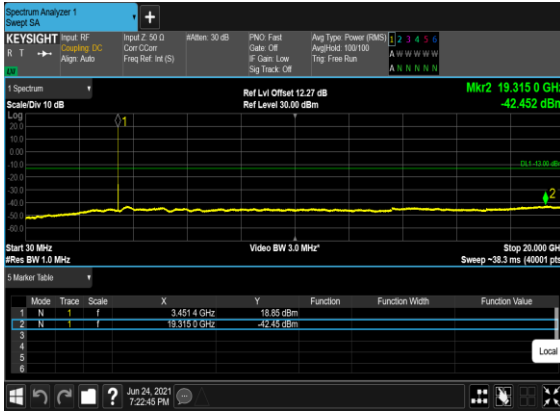 Spectrum Analyzer 1
Swept SA
+
KEYSIGHT
R T
LV
Input: RF
Coupling: DC
Align: Auto
Input Z: 50 Ω
Corr CCorr
Freq Ref: Int (S)
#Atten: 30 dB
PNO: Fast
Gate: Off
IF Gain: Low
Sig Track: Off
Avg Type: Power (RMS)
Avg|Hold: 100/100
Trig: Free Run
1 2 3 4 5 6
A W W W W W
A N N N N N
1 Spectrum
Scale/Div 10 dB
Ref Lvl Offset 12.27 dB
Ref Level 30.00 dBm
Mkr2 19.315 0 GHz
-42.452 dBm
Log
20.0
10.0
0.00
-10.0
-20.0
-30.0
-40.0
-50.0
-60.0
1
DL1 -13.00 dBm
2
Start 30 MHz
#Res BW 1.0 MHz
Video BW 3.0 MHz*
Stop 20.000 GHz
Sweep ~38.3 ms (40001 pts)
5 Marker Table
Mode Trace Scale X Y Function Function Width Function Value
1 N 1 f 3.451 4 GHz 18.85 dBm
2 N 1 f 19.315 0 GHz -42.45 dBm
3
4
5
6
Local
?
Jun 24, 2021
7:22:45 PM